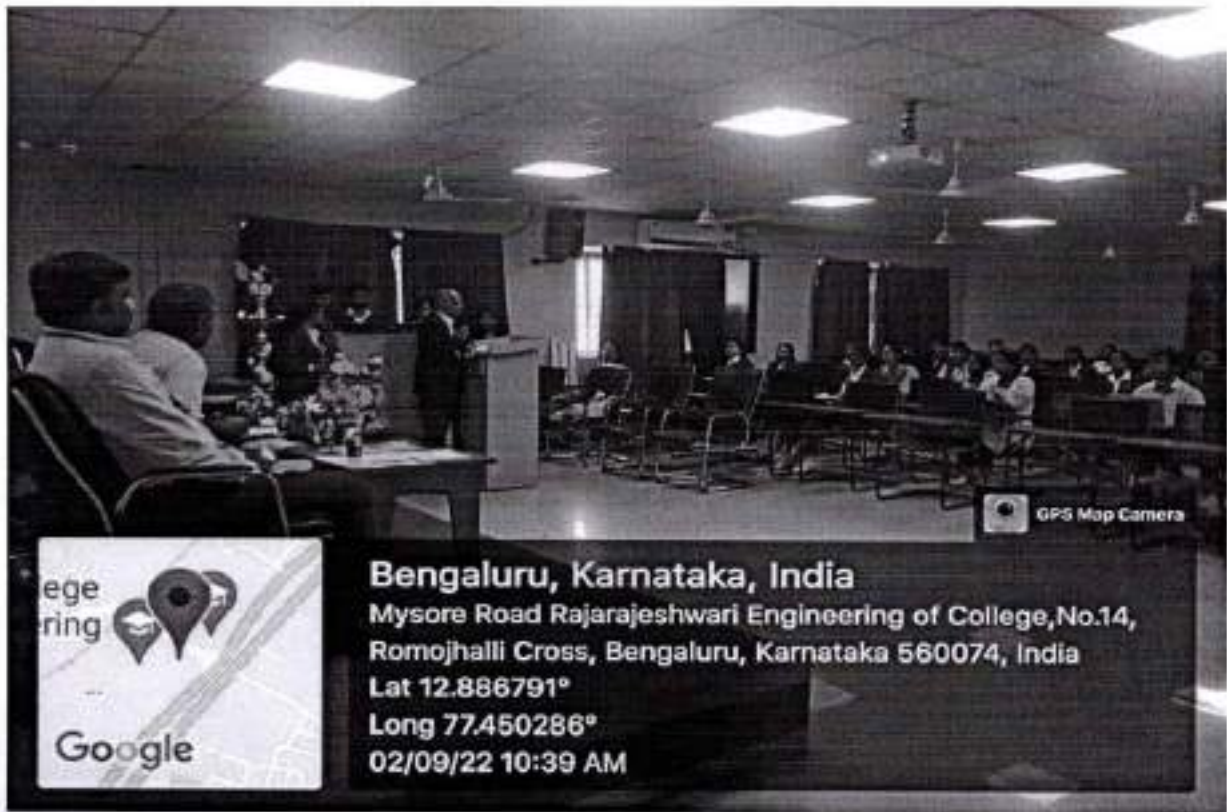 GPS Map Camera
Bengaluru, Karnataka, India
Mysore Road Rajarajeshwari Engineering of College,No.14,
Romojhalli Cross, Bengaluru, Karnataka 560074, India
Lat 12.886791°
Long 77.450286°
02/09/22 10:39 AM
ege
ring
Google